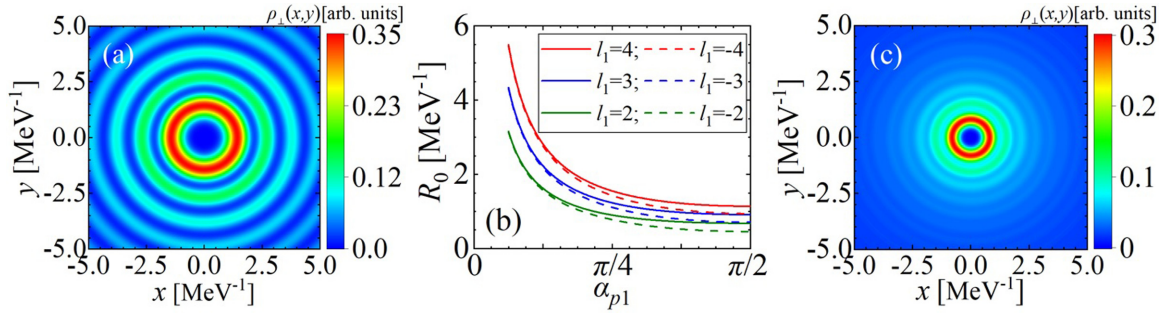 ρ⊥(x,y)[arb. units]
(a)
5.0
2.5
0.0
-2.5
-5.0
y [MeV⁻¹]
-5.0 -2.5 0.0 2.5 5.0
x [MeV⁻¹]
0.35
0.23
0.12
0.00
6
4
2
0
R₀ [MeV⁻¹]
l₁=4; l₁=-4
l₁=3; l₁=-3
l₁=2; l₁=-2
(b)
0 π/4 π/2
αp1
ρ⊥(x,y)[arb. units]
(c)
5.0
2.5
0.0
-2.5
-5.0
y [MeV⁻¹]
-5.0 -2.5 0.0 2.5 5.0
x [MeV⁻¹]
0.3
0.2
0.1
0